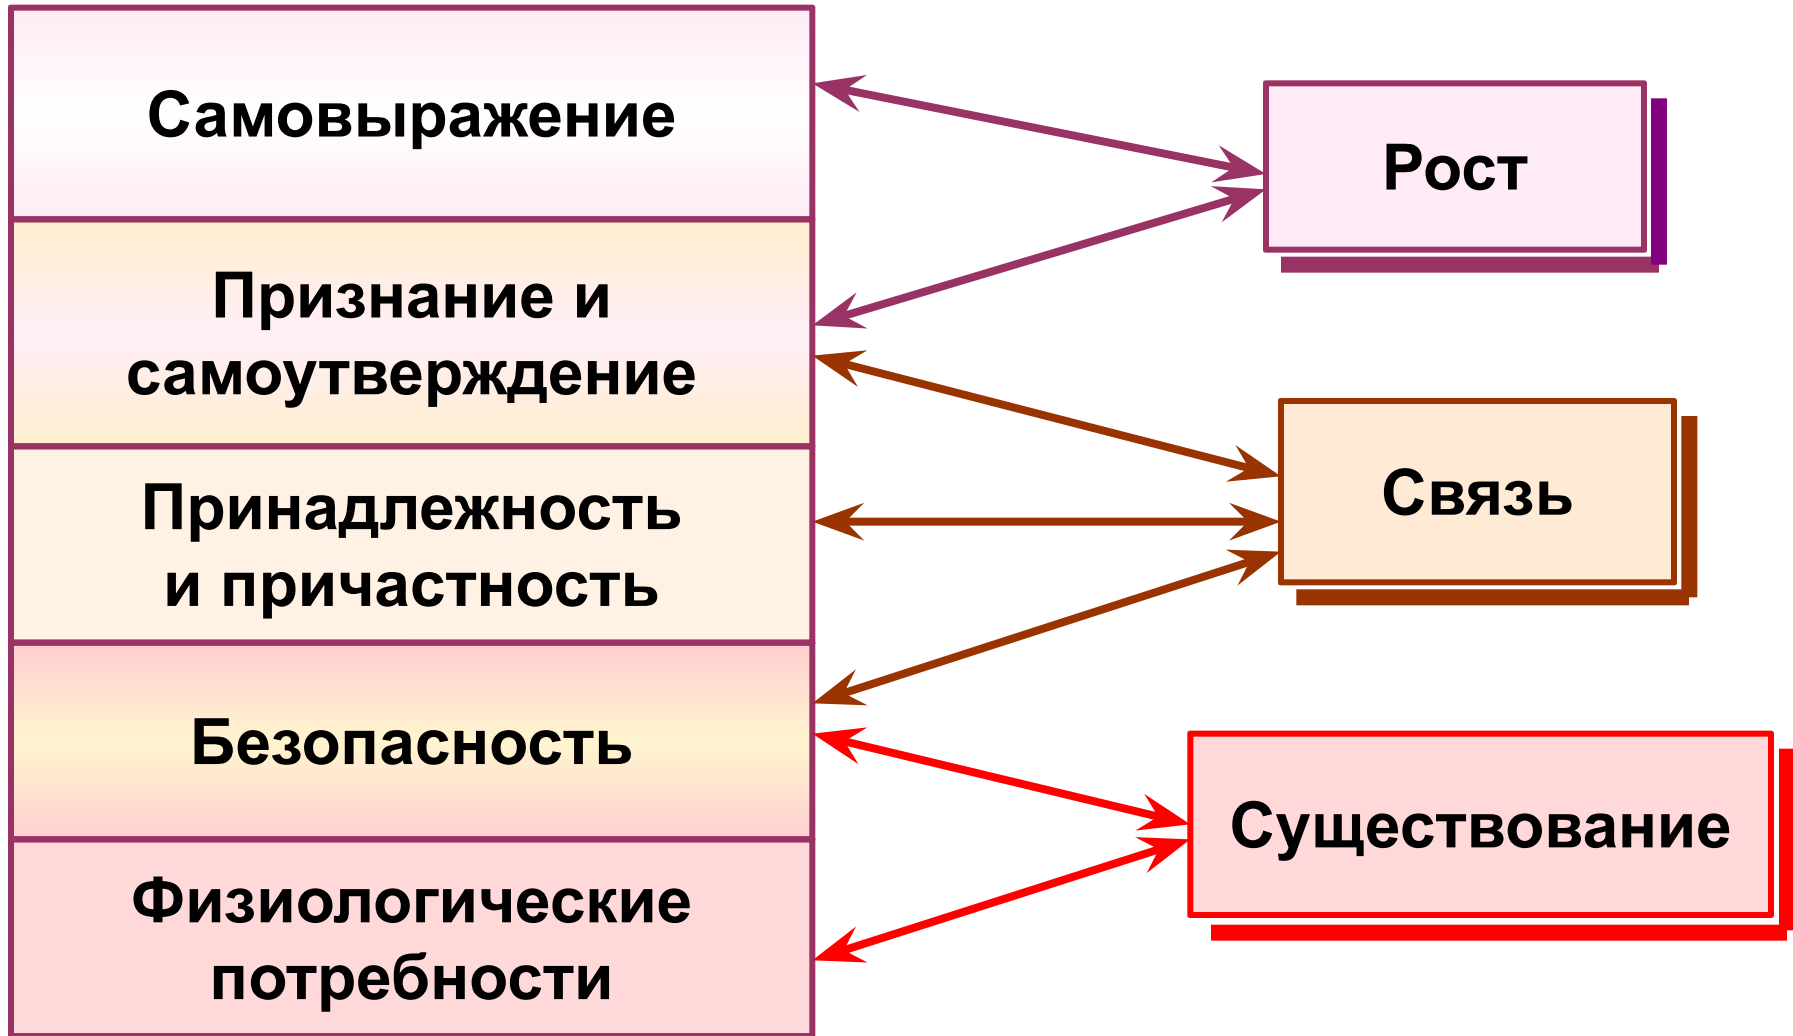 Самовыражение
Признание и
самоутверждение
Принадлежность
и причастность
Безопасность
Физиологические
потребности
Рост
Связь
Существование